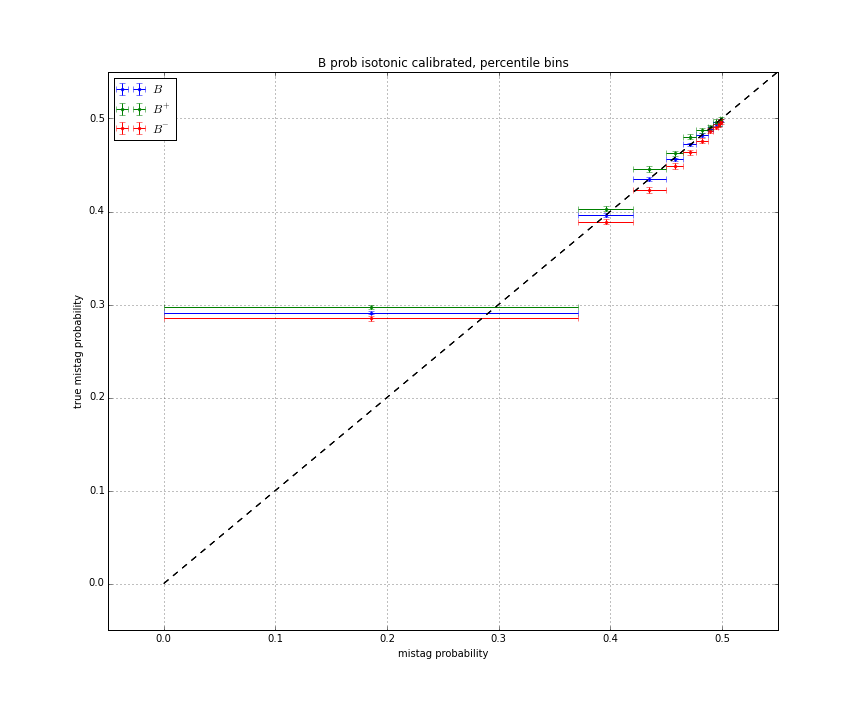 B prob isotonic calibrated, percentile bins
B
B⁺
B⁻
true mistag probability
0.5
0.4
0.3
0.2
0.1
0.0
0.0 0.1 0.2 0.3 0.4 0.5
mistag probability